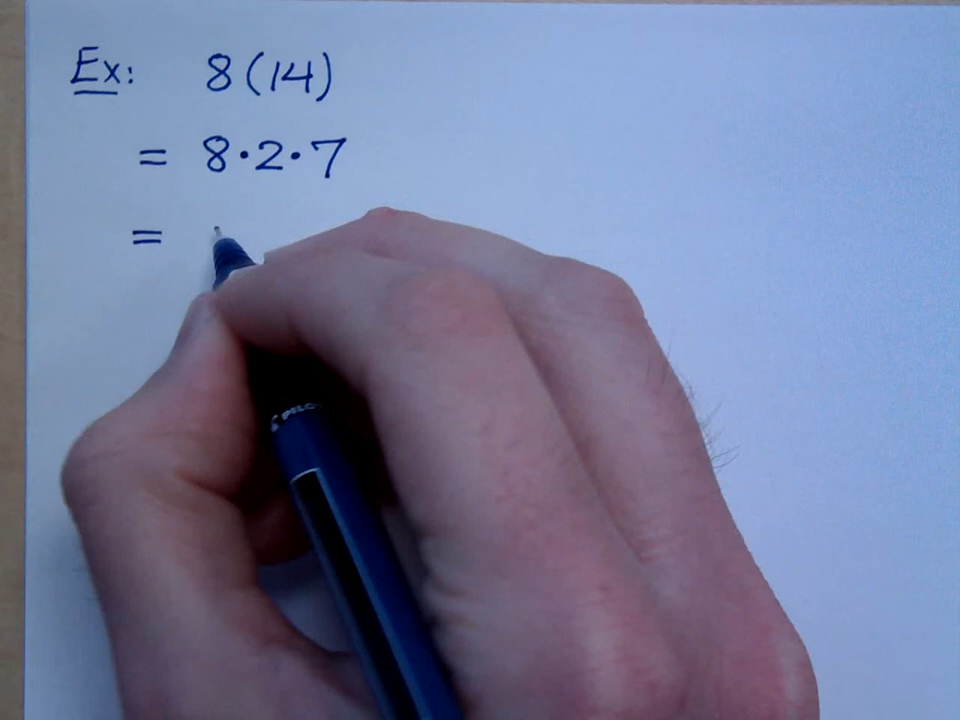 Ex: 8(14)
= 8·2·7
=